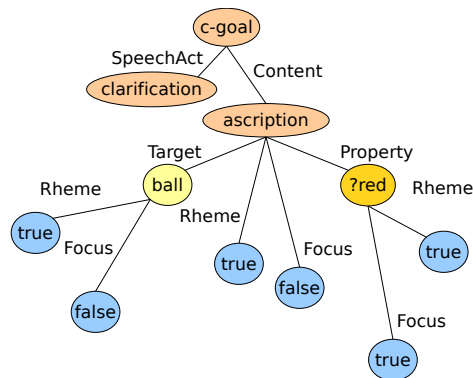 c-goal
SpeechAct
Content
clarification
ascription
Target
Property
ball
?red
Rheme
Rheme
Rheme
true
Focus
true
Focus
true
false
false
Focus
true